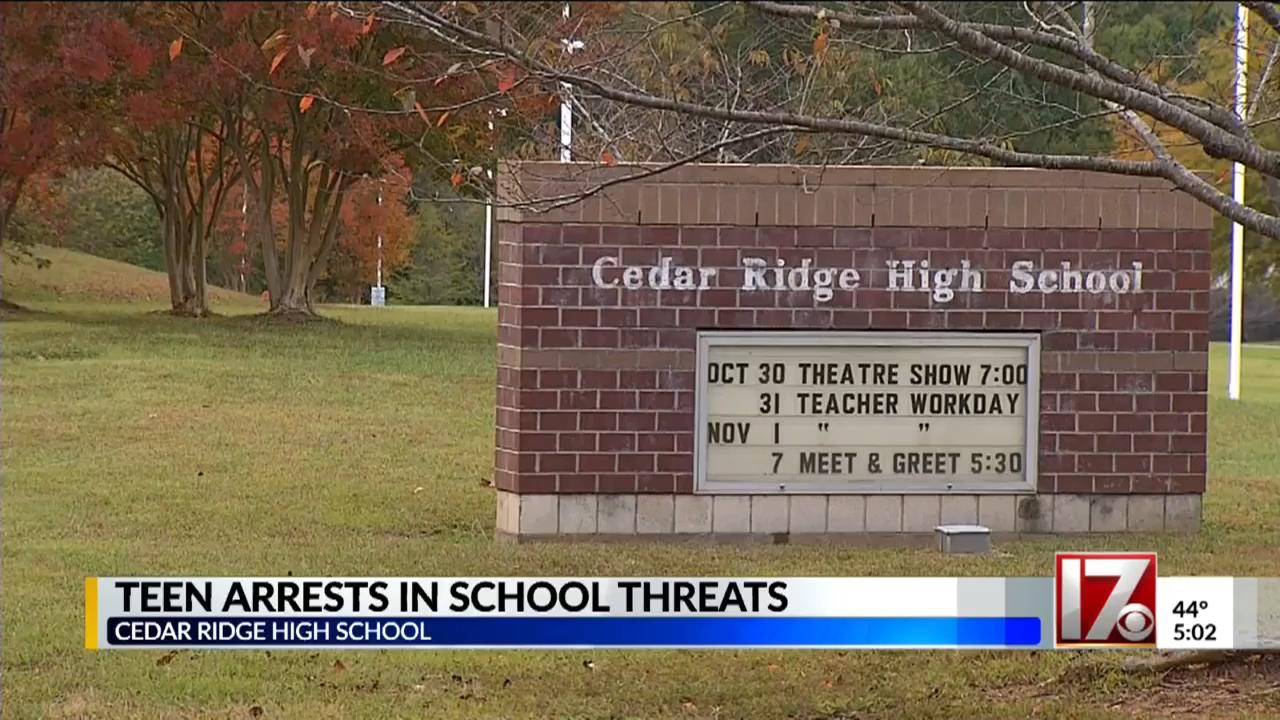 Cedar Ridge High School
OCT 30 THEATRE SHOW 7:00
31 TEACHER WORKDAY
NOV 1 " "
7 MEET & GREET 5:30
TEEN ARRESTS IN SCHOOL THREATS
CEDAR RIDGE HIGH SCHOOL
17
44°
5:02